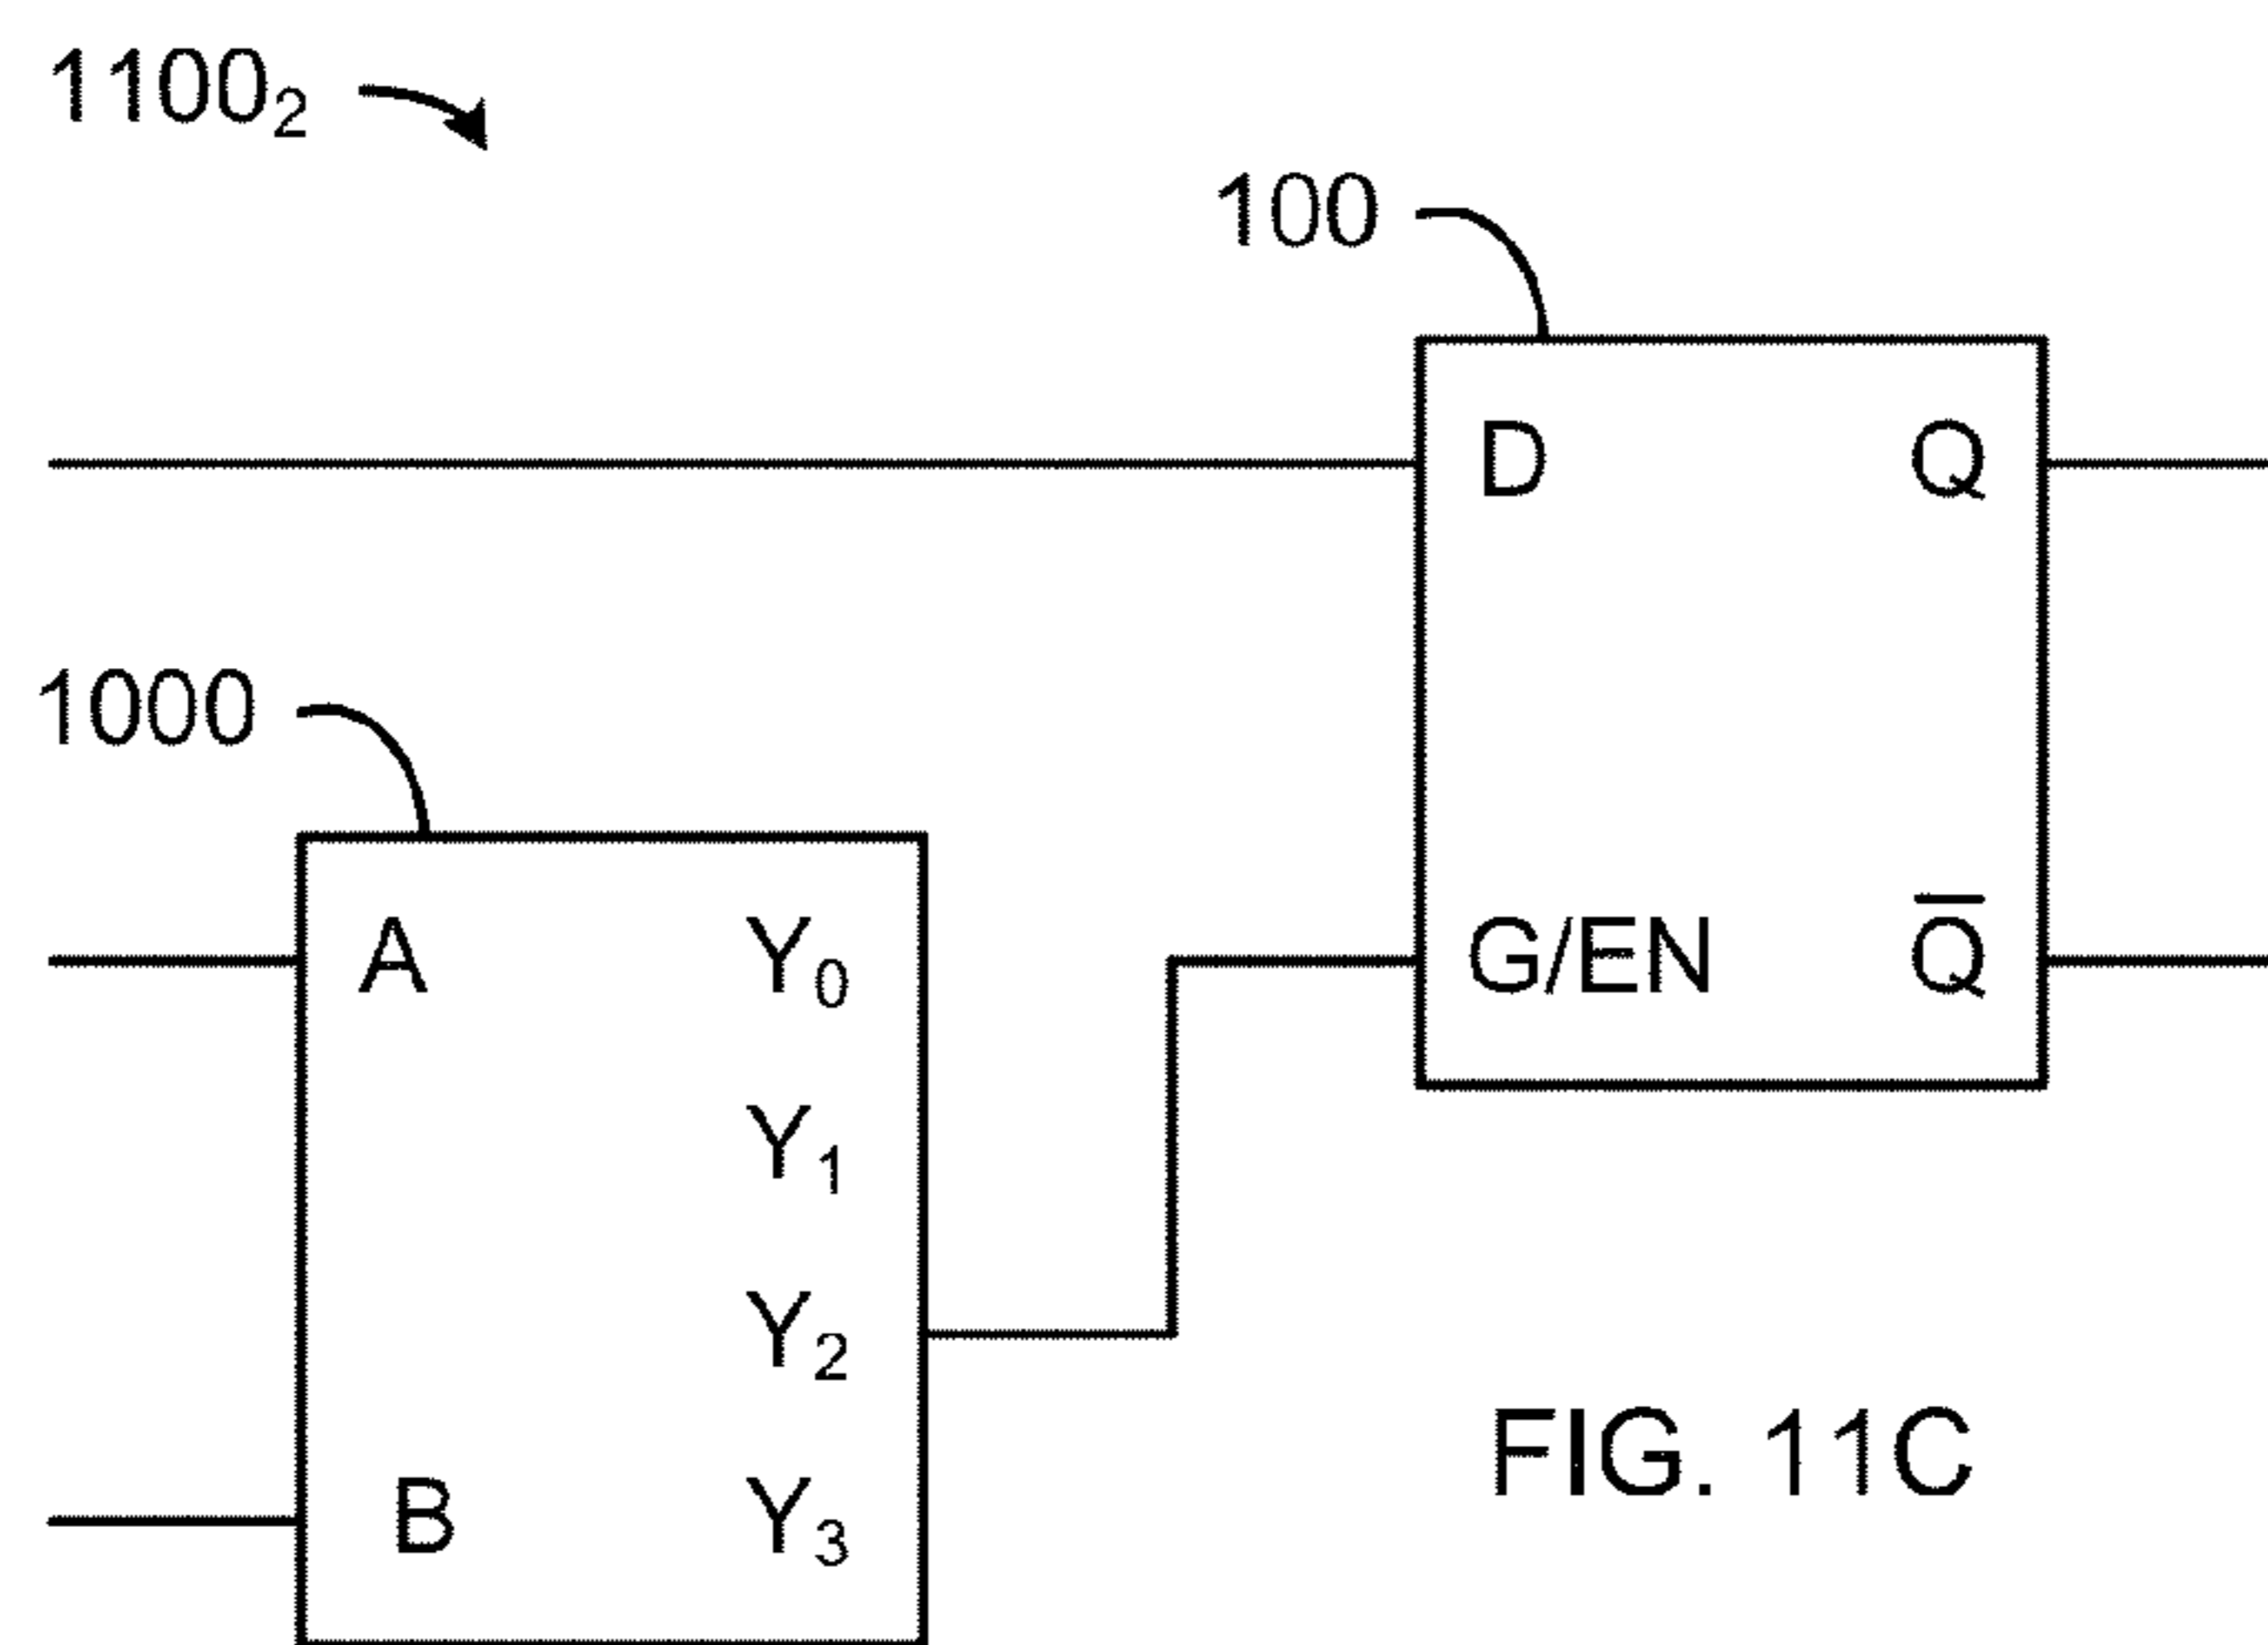 1100₂
100
D Q
1000
A Y₀ G/EN Q̅
Y₁
Y₂
FIG. 11C
B Y₃